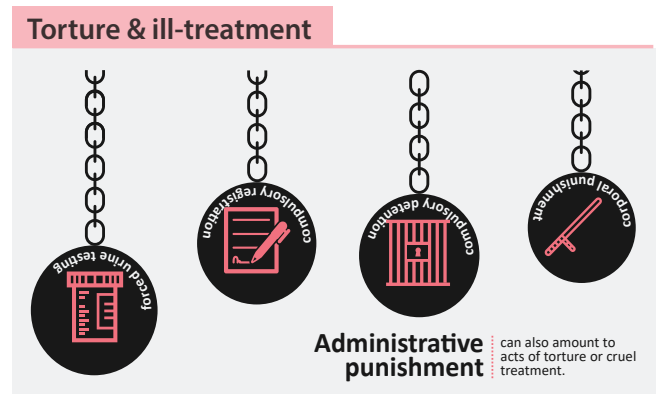 Torture & ill-treatment
forced urine testing
compulsory registration
compulsory detention
corporal punishment
Administrative
punishment
can also amount to
acts of torture or cruel
treatment.